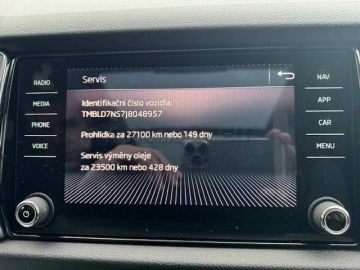 Servis
RADIO
MEDIA
PHONE
VOICE
Identifikační číslo vozidla:
TMBLD7NS7J8048957
Prohlídka za 27100 km nebo 149 dny
Servis výměny oleje
za 23500 km nebo 428 dny
NAV
APP
CAR
MENU